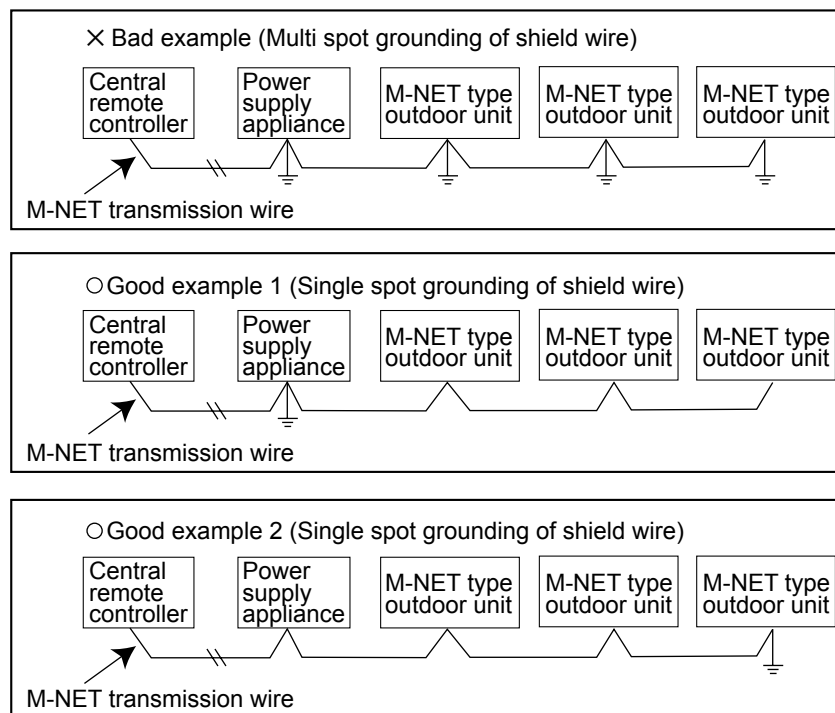 × Bad example (Multi spot grounding of shield wire)
Central
remote
controller
Power
supply
appliance
M-NET type
outdoor unit
M-NET type
outdoor unit
M-NET type
outdoor unit
M-NET transmission wire
○ Good example 1 (Single spot grounding of shield wire)
Central
remote
controller
Power
supply
appliance
M-NET type
outdoor unit
M-NET type
outdoor unit
M-NET type
outdoor unit
M-NET transmission wire
○ Good example 2 (Single spot grounding of shield wire)
Central
remote
controller
Power
supply
appliance
M-NET type
outdoor unit
M-NET type
outdoor unit
M-NET type
outdoor unit
M-NET transmission wire